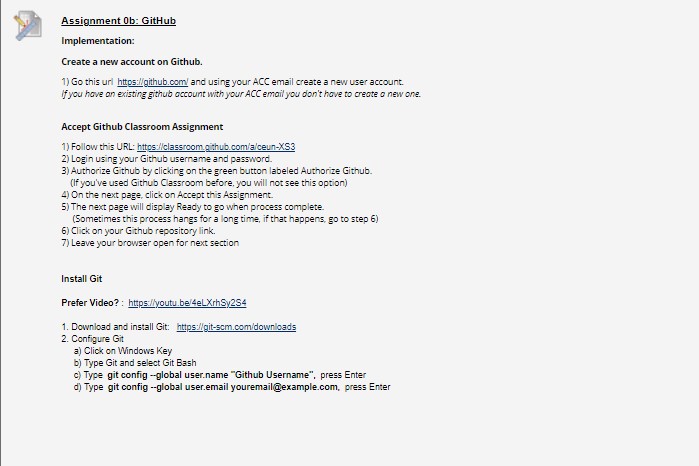 Assignment 0b: GitHub
Implementation:
Create a new account on Github.
1) Go this url https://github.com/ and using your ACC email create a new user account.
If you have an existing github account with your ACC email you don't have to create a new one.
Accept Github Classroom Assignment
1) Follow this URL: https://classroom.github.com/a/ceun-XS3
2) Login using your Github username and password.
3) Authorize Github by clicking on the green button labeled Authorize Github.
(If you've used Github Classroom before, you will not see this option)
4) On the next page, click on Accept this Assignment.
5) The next page will display Ready to go when process complete.
(Sometimes this process hangs for a long time, if that happens, go to step 6)
6) Click on your Github repository link.
7) Leave your browser open for next section
Install Git
Prefer Video? : https://youtu.be/4eLXrhSy2S4
1. Download and install Git: https://git-scm.com/downloads
2. Configure Git
a) Click on Windows Key
b) Type Git and select Git Bash
c) Type git config --global user.name "Github Username", press Enter
d) Type git config --global user.email youremail@example.com, press Enter